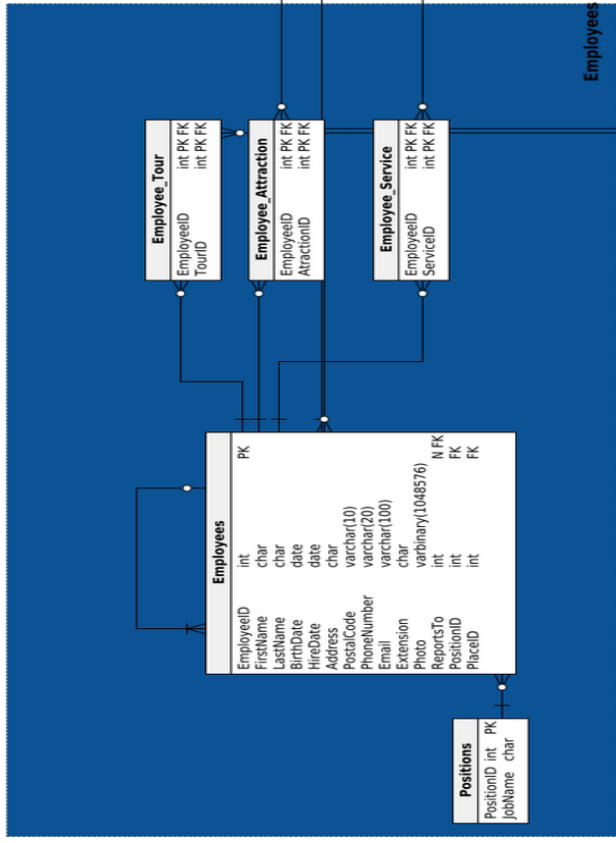 Employees
Employee_Tour
EmployeeID int PK FK
TourID int PK FK
Employee_Attraction
EmployeeID int PK FK
AtractionID int PK FK
Employee_Service
EmployeeID int PK FK
ServiceID int PK FK
Employees
EmployeeID int PK
FirstName char
LastName char
BirthDate date
HireDate date
Address char
PostalCode varchar(10)
PhoneNumber varchar(20)
Email varchar(100)
Extension char
Photo varbinary(1048576)
ReportsTo int N FK
PositionID int FK
PlaceID int FK
Positions
PositionID int PK
JobName char